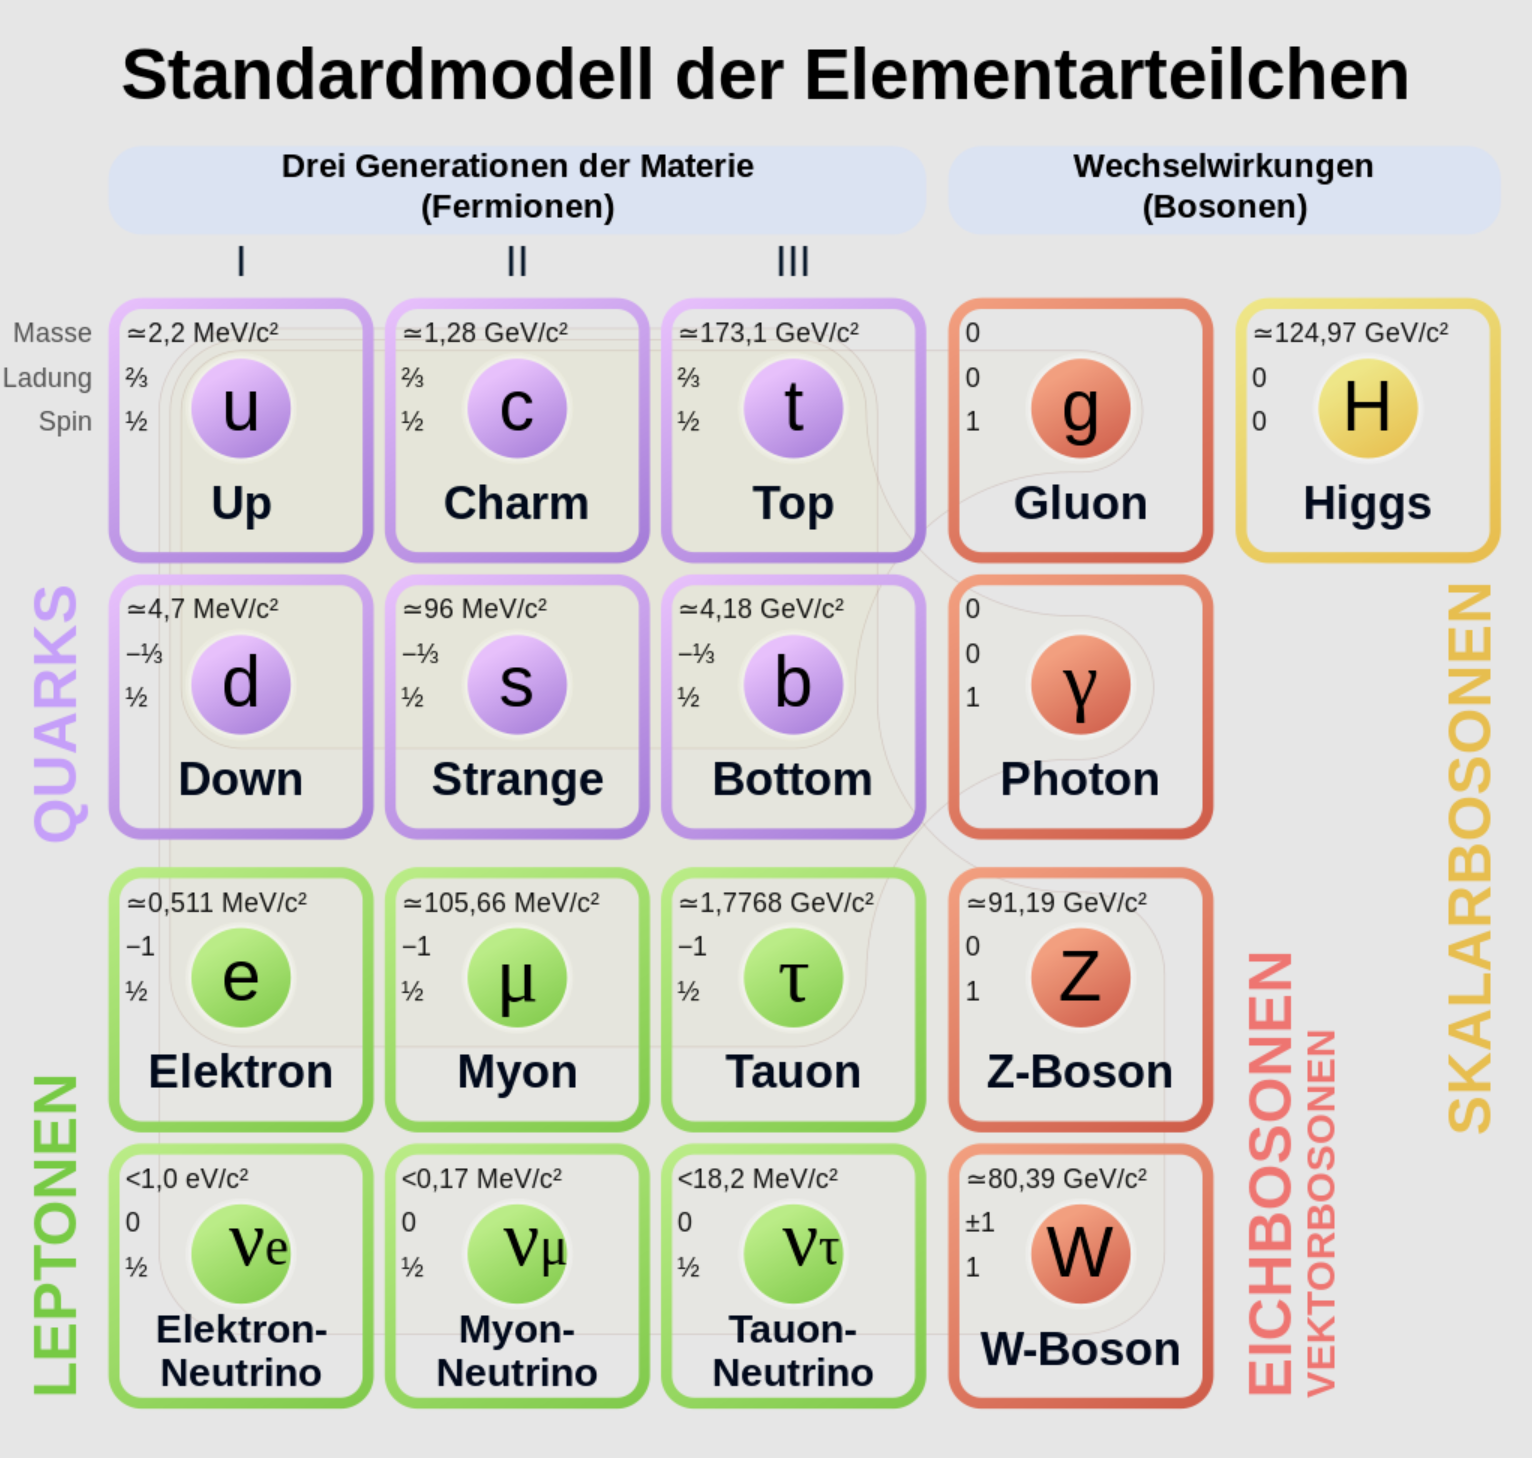 Standardmodell der Elementarteilchen
Drei Generationen der Materie
(Fermionen)
Wechselwirkungen
(Bosonen)
I
II
III
Masse
Ladung
Spin
≃2,2 MeV/c²
⅔
½
u
Up
≃1,28 GeV/c²
⅔
½
c
Charm
≃173,1 GeV/c²
⅔
½
t
Top
0
0
1
g
Gluon
≃124,97 GeV/c²
0
0
H
Higgs
QUARKS
≃4,7 MeV/c²
−⅓
½
d
Down
≃96 MeV/c²
−⅓
½
s
Strange
≃4,18 GeV/c²
−⅓
½
b
Bottom
0
0
1
γ
Photon
SKALARBOSONEN
≃0,511 MeV/c²
−1
½
e
Elektron
≃105,66 MeV/c²
−1
½
μ
Myon
≃1,7768 GeV/c²
−1
½
τ
Tauon
≃91,19 GeV/c²
0
1
Z
Z-Boson
LEPTONEN
<1,0 eV/c²
0
½
νe
Elektron-
Neutrino
<0,17 MeV/c²
0
½
νμ
Myon-
Neutrino
<18,2 MeV/c²
0
½
ντ
Tauon-
Neutrino
≃80,39 GeV/c²
±1
1
W
W-Boson
EICHBOSONEN
VEKTORBOSONEN